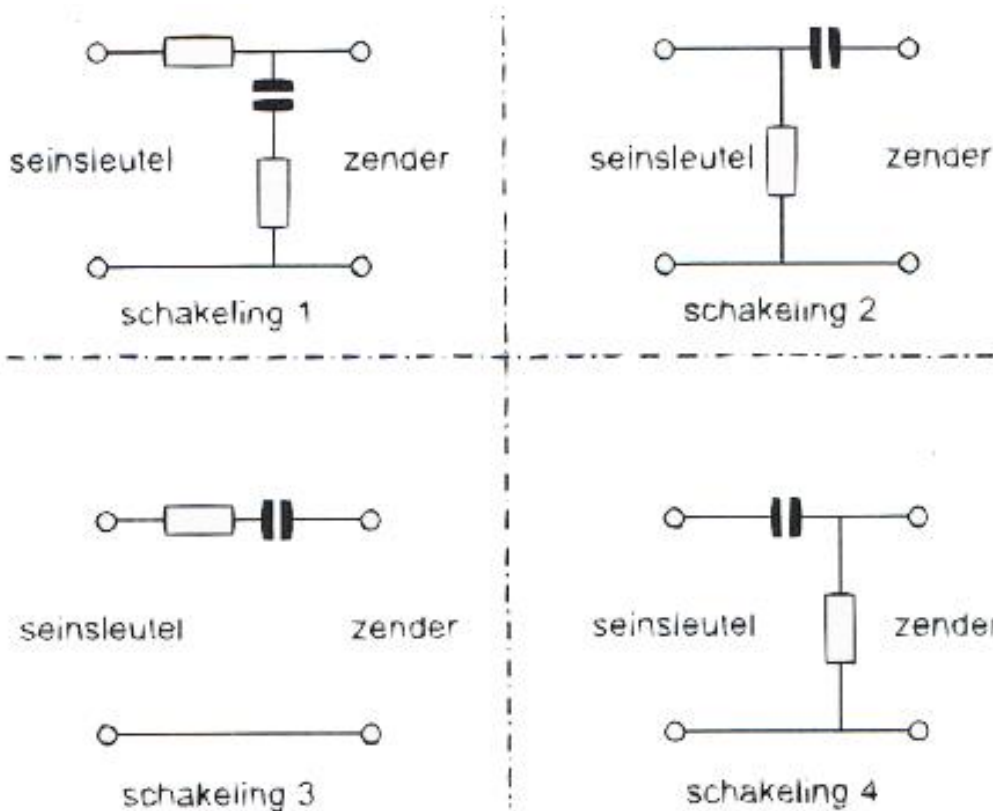 seinsleutel
zender
schakeling 1
seinsleutel
zender
schakeling 2
seinsleutel
zender
schakeling 3
seinsleutel
zender
schakeling 4